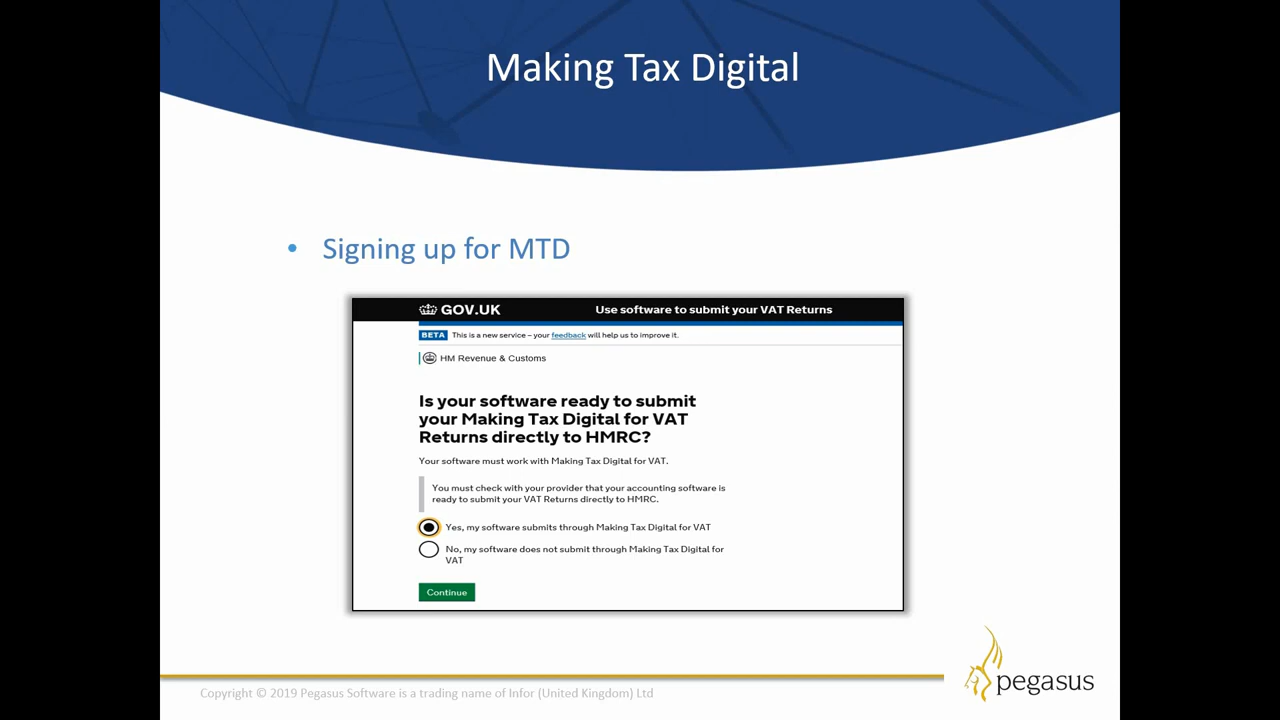 Making Tax Digital
• Signing up for MTD
GOV.UK Use software to submit your VAT Returns
BETA This is a new service – your feedback will help us to improve it.
HM Revenue & Customs
Is your software ready to submit
your Making Tax Digital for VAT
Returns directly to HMRC?
Your software must work with Making Tax Digital for VAT.
You must check with your provider that your accounting software is
ready to submit your VAT Returns directly to HMRC.
Yes, my software submits through Making Tax Digital for VAT
No, my software does not submit through Making Tax Digital for
VAT
Continue
pegasus
Copyright © 2019 Pegasus Software is a trading name of Infor (United Kingdom) Ltd